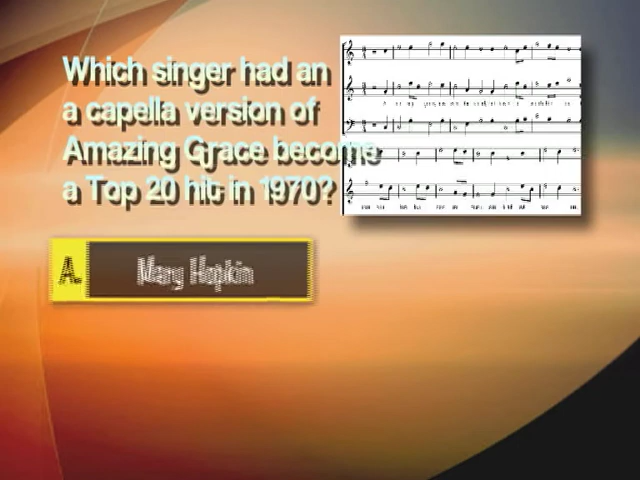 Which singer had an
a capella version of
Amazing Grace become
a Top 20 hit in 1970?
A. Mary Hopkin